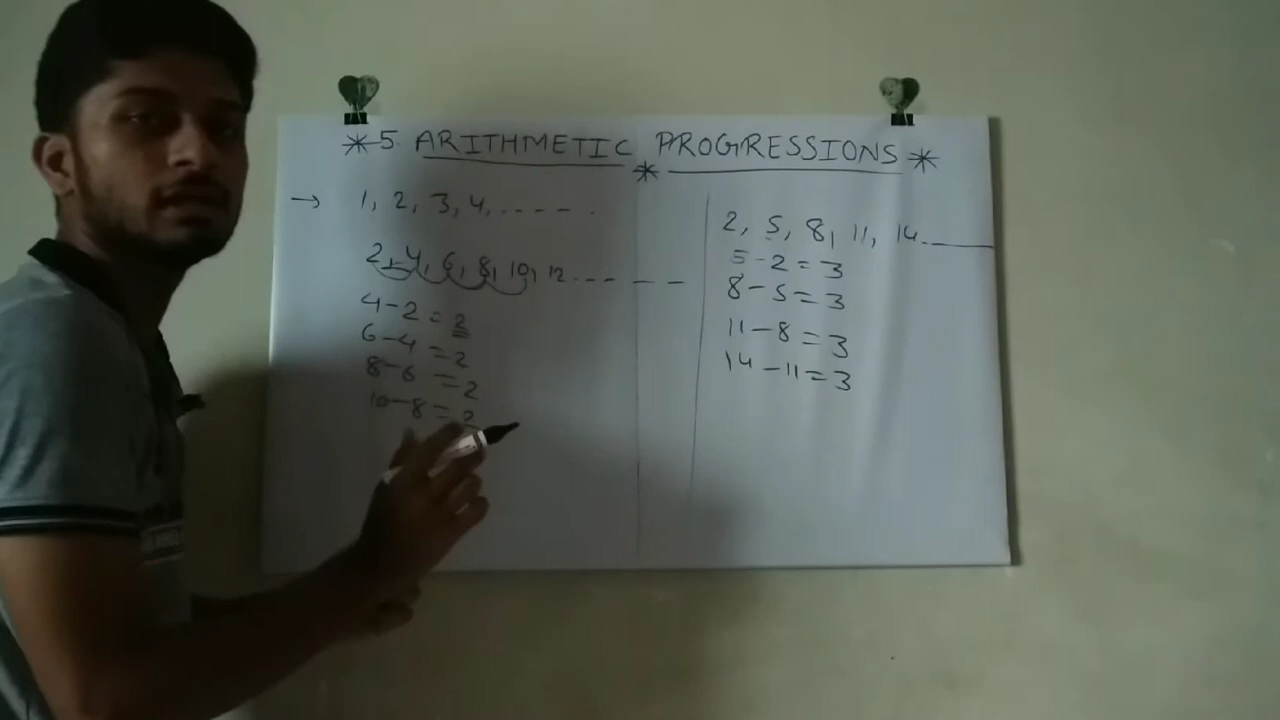 *5. ARITHMETIC PROGRESSIONS *
*
→ 1, 2, 3, 4, . - - - - .
2, 4, 6, 8, 10, 12 . - - - - - -
4 - 2 = 2
6 - 4 = 2
8 - 6 = 2
10 - 8 = 2
2, 5, 8, 11, 14.
5 - 2 = 3
8 - 5 = 3
11 - 8 = 3
14 - 11 = 3